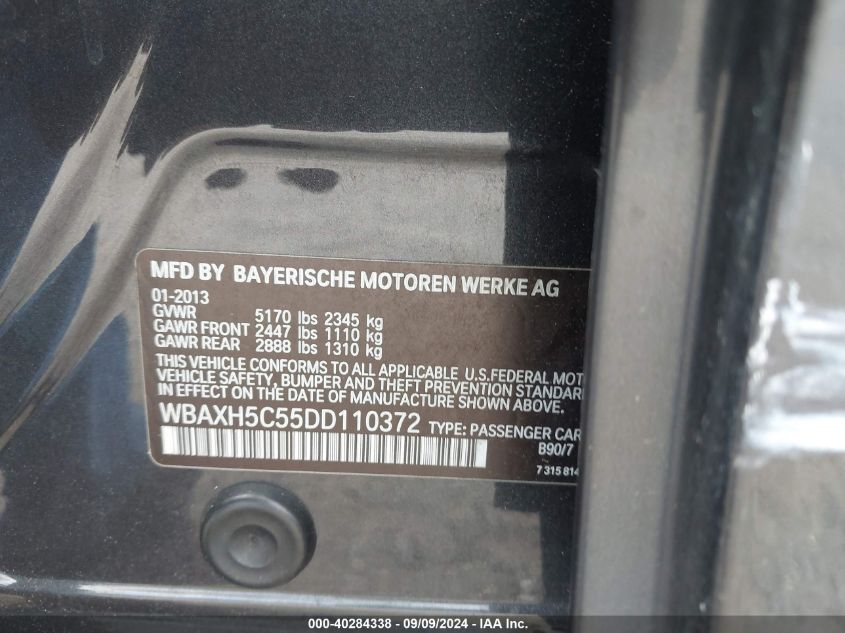 MFD BY BAYERISCHE MOTOREN WERKE AG
01-2013
GVWR 5170 lbs 2345 kg
GAWR FRONT 2447 lbs 1110 kg
GAWR REAR 2888 lbs 1310 kg
THIS VEHICLE CONFORMS TO ALL APPLICABLE U.S.FEDERAL MOT
VEHICLE SAFETY, BUMPER AND THEFT PREVENTION STANDAR
IN EFFECT ON THE DATE OF MANUFACTURE SHOWN ABOVE.
WBAXH5C55DD110372 TYPE: PASSENGER CAR
B90/7
7 315 814
000-40284338 - 09/09/2024 - IAA Holdings, LLC.